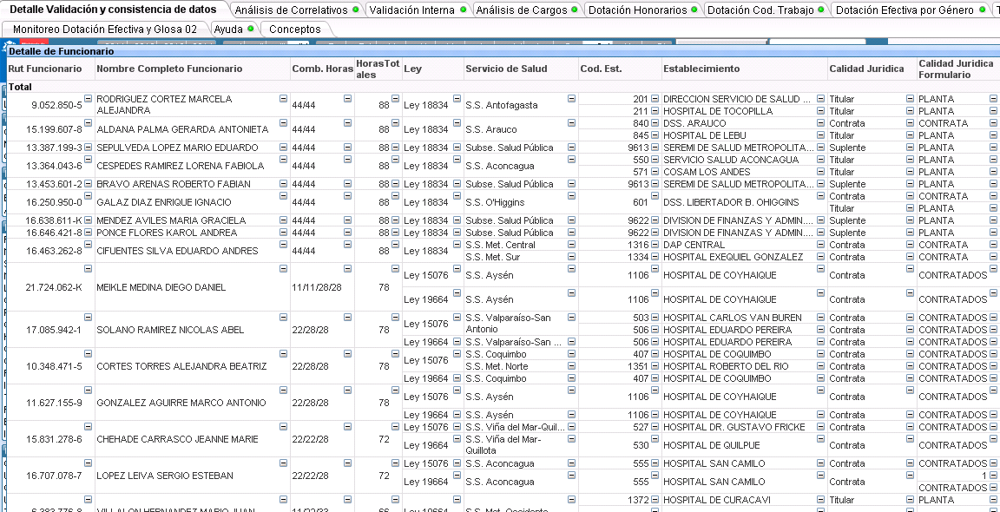 Detalle Validación y consistencia de datos Análisis de Correlativos Validación Interna Análisis de Cargos Dotación Honorarios Dotación Cod. Trabajo Dotación Efectiva por Género
Monitoreo Dotación Efectiva y Glosa 02 Ayuda Conceptos
Detalle de Funcionario
Rut Funcionario Nombre Completo Funcionario Comb. Horas HorasTotales Ley Servicio de Salud Cod. Est. Establecimiento Calidad Juridica Calidad Juridica Formulario
Total
9.052.850-5 RODRIGUEZ CORTEZ MARCELA ALEJANDRA 44/44 88 Ley 18834 S.S. Antofagasta 201 DIRECCION SERVICIO DE SALUD ... Titular PLANTA
211 HOSPITAL DE TOCOPILLA Titular PLANTA
15.199.607-8 ALDANA PALMA GERARDA ANTONIETA 44/44 88 Ley 18834 S.S. Arauco 840 DSS. ARAUCO Contrata CONTRATA
845 HOSPITAL DE LEBU Titular PLANTA
13.387.199-3 SEPULVEDA LOPEZ MARIO EDUARDO 44/44 88 Ley 18834 Subse. Salud Pública 9613 SEREMI DE SALUD METROPOLITA... Suplente PLANTA
13.364.043-6 CESPEDES RAMIREZ LORENA FABIOLA 44/44 88 Ley 18834 S.S. Aconcagua 550 SERVICIO SALUD ACONCAGUA Titular PLANTA
571 COSAM LOS ANDES Titular PLANTA
13.453.601-2 BRAVO ARENAS ROBERTO FABIAN 44/44 88 Ley 18834 Subse. Salud Pública 9613 SEREMI DE SALUD METROPOLITA... Suplente PLANTA
16.250.950-0 GALAZ DIAZ ENRIQUE IGNACIO 44/44 88 Ley 18834 S.S. O'Higgins 601 DSS. LIBERTADOR B. OHIGGINS Contrata CONTRATA
Titular PLANTA
16.638.611-K MENDEZ AVILES MARIA GRACIELA 44/44 88 Ley 18834 Subse. Salud Pública 9622 DIVISION DE FINANZAS Y ADMIN.... Suplente PLANTA
16.646.421-8 PONCE FLORES KAROL ANDREA 44/44 88 Ley 18834 Subse. Salud Pública 9622 DIVISION DE FINANZAS Y ADMIN.... Suplente PLANTA
16.463.262-8 CIFUENTES SILVA EDUARDO ANDRES 44/44 88 Ley 18834 S.S. Met. Central 1316 DAP CENTRAL Contrata CONTRATA
S.S. Met. Sur 1334 HOSPITAL EXEQUIEL GONZALEZ Contrata CONTRATA
21.724.062-K MEIKLE MEDINA DIEGO DANIEL 11/11/28/28 78 Ley 15076 S.S. Aysén 1106 HOSPITAL DE COYHAIQUE Contrata CONTRATADOS
Ley 19664 S.S. Aysén 1106 HOSPITAL DE COYHAIQUE Contrata CONTRATADOS
17.085.942-1 SOLANO RAMIREZ NICOLAS ABEL 22/28/28 78 Ley 15076 S.S. Valparaíso-San Antonio 503 HOSPITAL CARLOS VAN BUREN Contrata CONTRATADOS
506 HOSPITAL EDUARDO PEREIRA Contrata CONTRATADOS
Ley 19664 S.S. Valparaíso-San ... 506 HOSPITAL EDUARDO PEREIRA Contrata CONTRATADOS
10.348.471-5 CORTES TORRES ALEJANDRA BEATRIZ 22/28/28 78 Ley 15076 S.S. Coquimbo 407 HOSPITAL DE COQUIMBO Contrata CONTRATADOS
S.S. Met. Norte 1351 HOSPITAL ROBERTO DEL RIO Contrata CONTRATADOS
Ley 19664 S.S. Coquimbo 407 HOSPITAL DE COQUIMBO Contrata CONTRATADOS
11.627.155-9 GONZALEZ AGUIRRE MARCO ANTONIO 22/28/28 78 Ley 15076 S.S. Aysén 1106 HOSPITAL DE COYHAIQUE Contrata CONTRATADOS
Ley 19664 S.S. Aysén 1106 HOSPITAL DE COYHAIQUE Contrata CONTRATADOS
15.831.278-6 CHEHADE CARRASCO JEANNE MARIE 22/22/28 72 Ley 15076 S.S. Viña del Mar-Quil... 527 HOSPITAL DR. GUSTAVO FRICKE Contrata CONTRATADOS
Ley 19664 S.S. Viña del Mar-Quillota 530 HOSPITAL DE QUILPUE Contrata CONTRATADOS
16.707.078-7 LOPEZ LEIVA SERGIO ESTEBAN 22/22/28 72 Ley 15076 S.S. Aconcagua 555 HOSPITAL SAN CAMILO Contrata CONTRATADOS
Ley 19664 S.S. Aconcagua 555 HOSPITAL SAN CAMILO Contrata 1
CONTRATADOS
1372 HOSPITAL DE CURACAVI Titular PLANTA